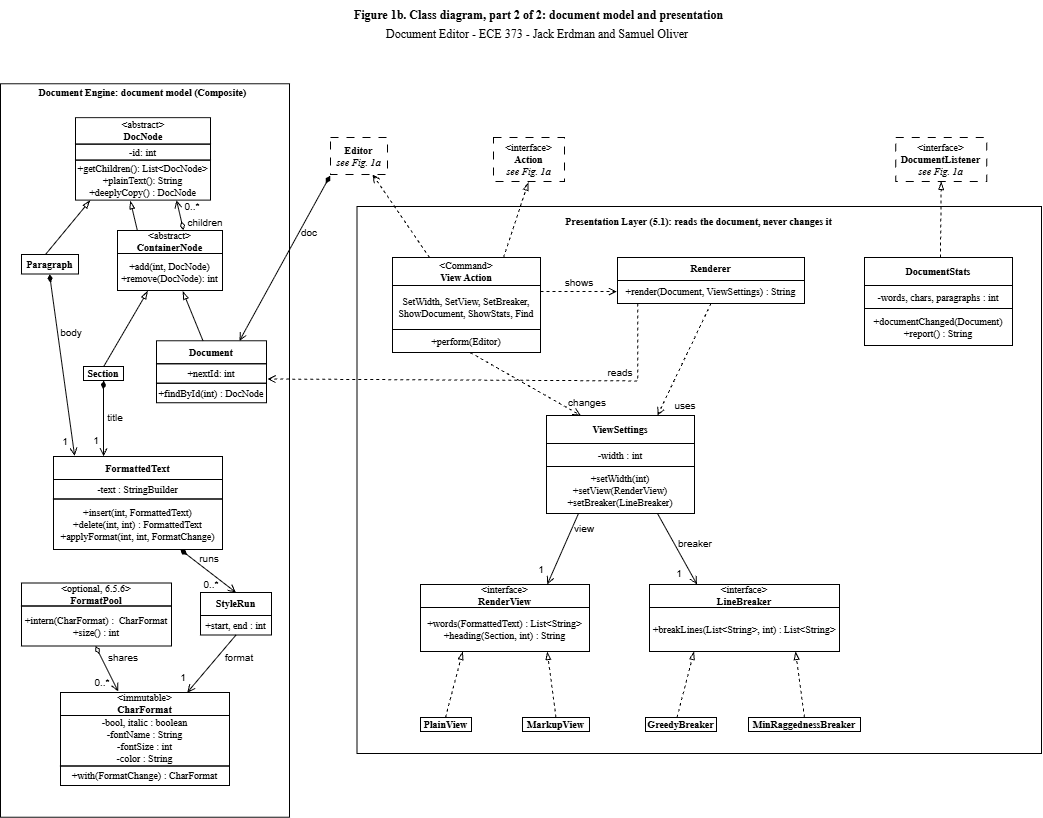 Figure 1b. Class diagram, part 2 of 2: document model and presentation
Document Editor - ECE 373 - Jack Erdman and Samuel Oliver
Document Engine: document model (Composite)
<abstract>
DocNode
-id: int
+getChildren(): List<DocNode>
+plainText(): String
+deeplyCopy() : DocNode
0..*
children
<abstract>
ContainerNode
+add(int, DocNode)
+remove(DocNode): int
Paragraph
body
1
Section
title
1
Document
+nextId: int
+findById(int) : DocNode
FormattedText
-text : StringBuilder
+insert(int, FormattedText)
+delete(int, int) : FormattedText
+applyFormat(int, int, FormatChange)
runs
0..*
<optional, 6.5.6>
FormatPool
+intern(CharFormat) : CharFormat
+size() : int
StyleRun
+start, end : int
shares
0..*
format
1
<immutable>
CharFormat
-bool, italic : boolean
-fontName : String
-fontSize : int
-color : String
+with(FormatChange) : CharFormat
Editor
see Fig. 1a
doc
<interface>
Action
see Fig. 1a
<interface>
DocumentListener
see Fig. 1a
Presentation Layer (5.1): reads the document, never changes it
<Command>
View Action
SetWidth, SetView, SetBreaker,
ShowDocument, ShowStats, Find
+perform(Editor)
shows
Renderer
+render(Document, ViewSettings) : String
DocumentStats
-words, chars, paragraphs : int
+documentChanged(Document)
+report() : String
reads
changes
uses
ViewSettings
-width : int
+setWidth(int)
+setView(RenderView)
+setBreaker(LineBreaker)
view
1
breaker
1
<interface>
RenderView
+words(FormattedText) : List<String>
+heading(Section, int) : String
<interface>
LineBreaker
+breakLines(List<String>, int) : List<String>
PlainView
MarkupView
GreedyBreaker
MinRaggednessBreaker